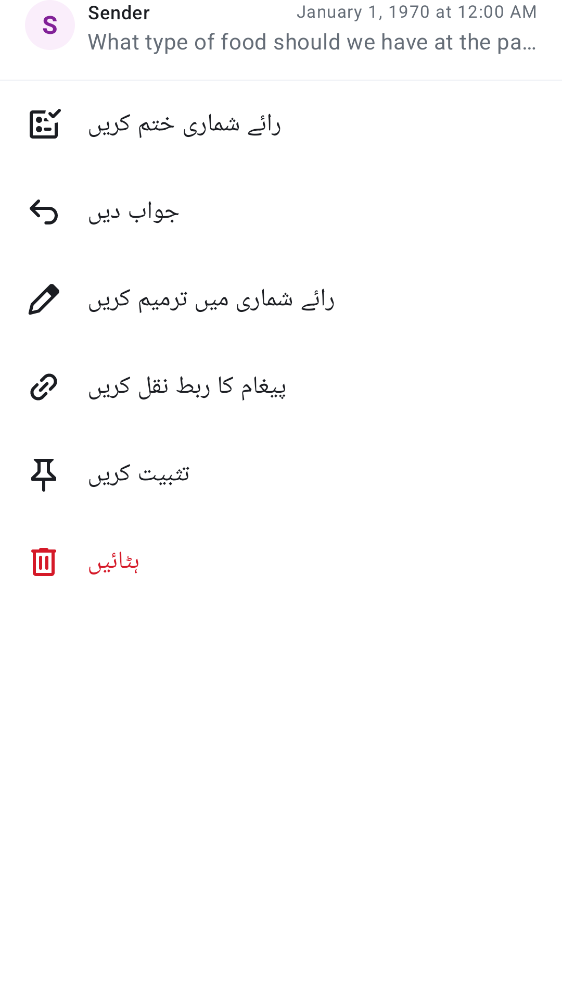 S
Sender
January 1, 1970 at 12:00 AM
What type of food should we have at the pa…
رائے شماری ختم کریں
جواب دیں
رائے شماری میں ترمیم کریں
پیغام کا ربط نقل کریں
تثبیت کریں
ہٹائیں